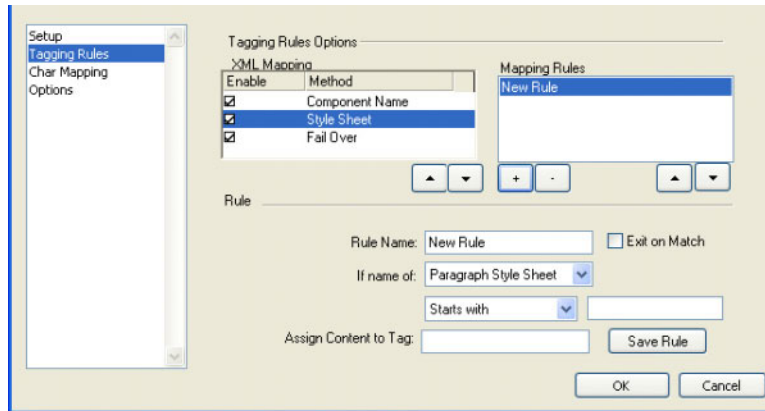 Setup
Tagging Rules
Char Mapping
Options
Tagging Rules Options
XML Mapping
Enable Method
Component Name
Style Sheet
Fail Over
Mapping Rules
New Rule
+ -
Rule
Rule Name: New Rule Exit on Match
If name of: Paragraph Style Sheet
Starts with
Assign Content to Tag: Save Rule
OK Cancel